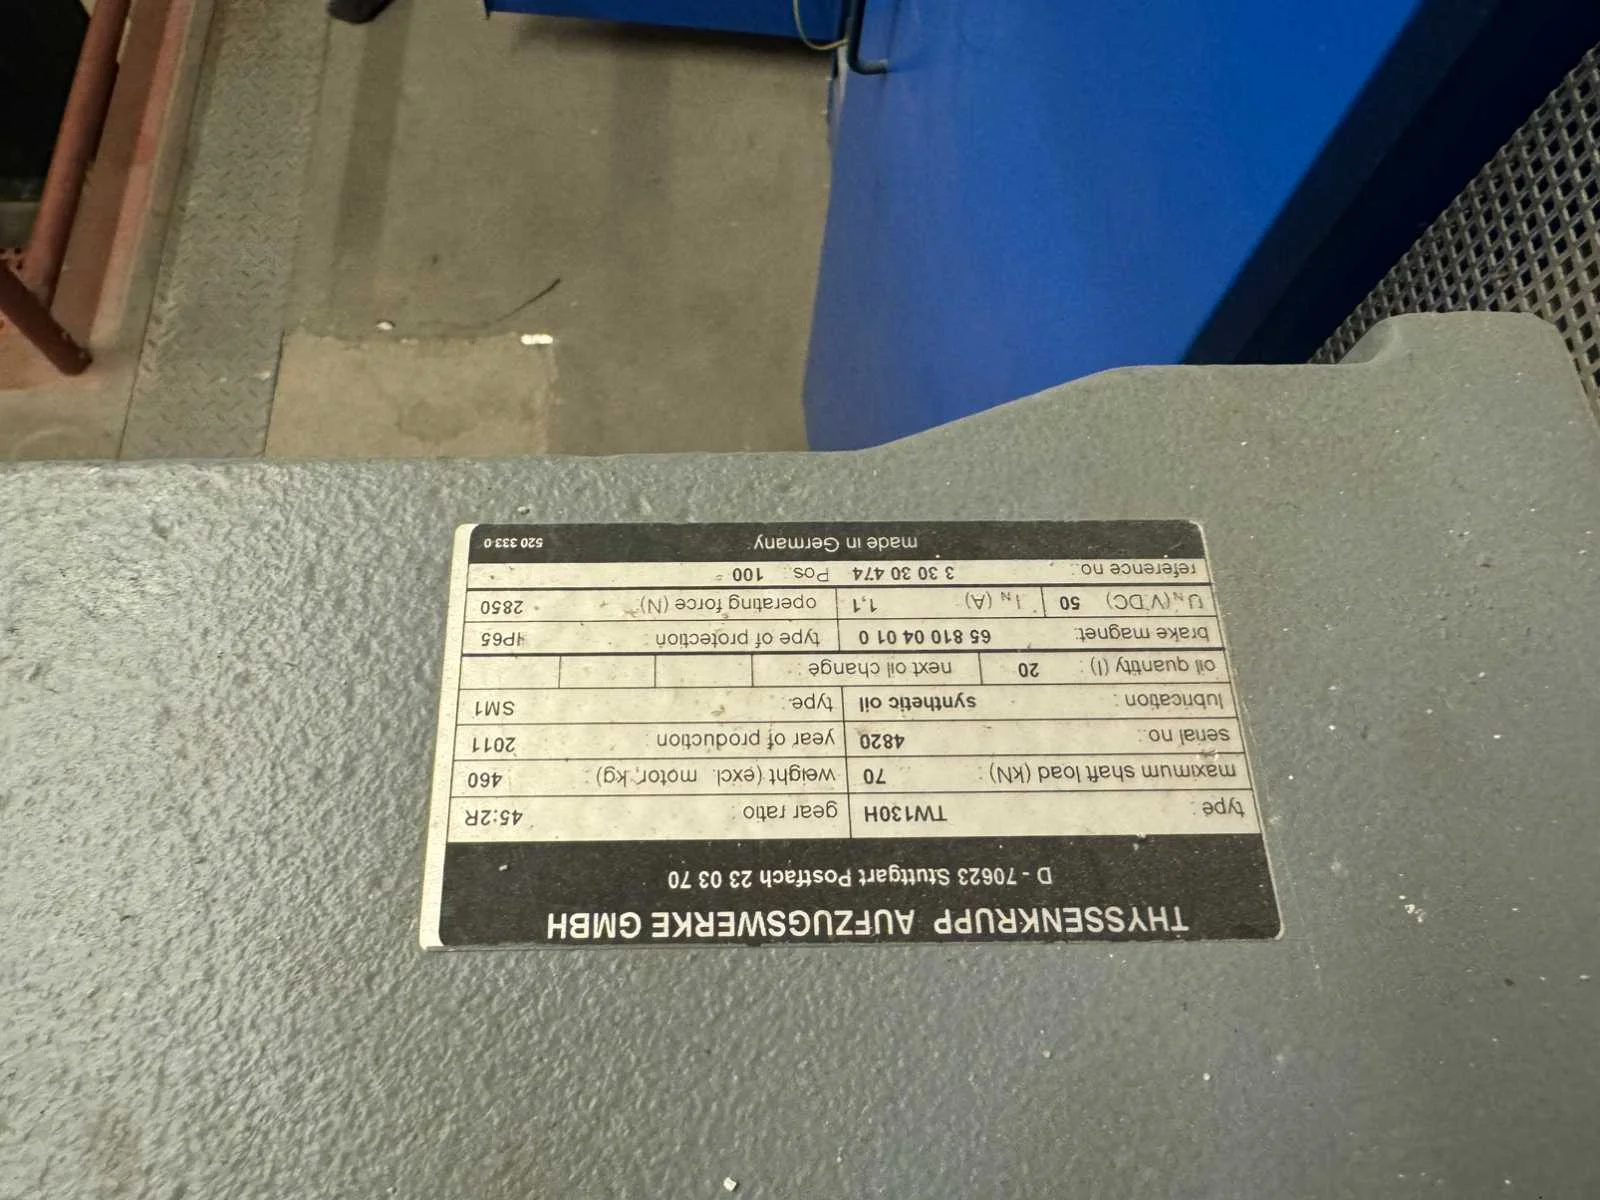 THYSSENKRUPP AUFZUGSWERKE GMBH
D - 70623 Stuttgart Postfach 23 03 70
type : TW130H gear ratio : 45:2R
maximum shaft load (kN) : 70 weight (excl. motor, kg) : 460
serial no. : 4820 year of production : 2011
lubrication : synthetic oil type : SM1
oil quantity (l) : 20 next oil change :
brake magnet: 65 810 04 01 0 type of protection : IP65
UN(V DC) 50 IN (A) 1,1 operating force (N) : 2850
reference no.: 3 30 30 474 Pos.: 100
made in Germany 520 333 0